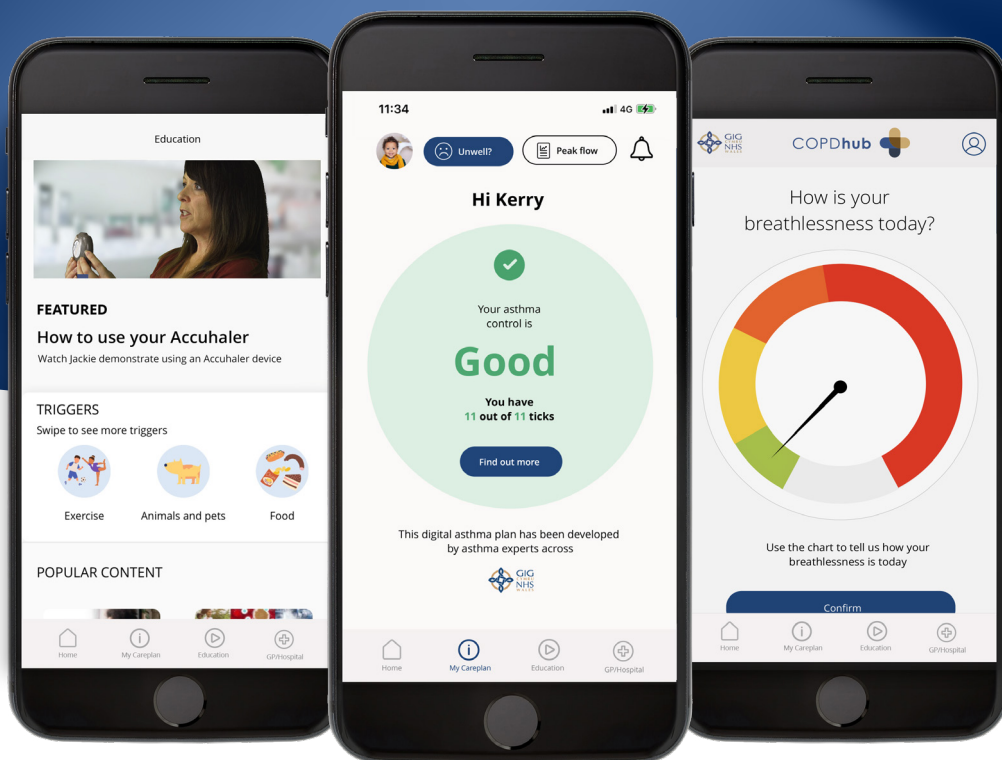 Education
FEATURED
How to use your Accuhaler
Watch Jackie demonstrate using an Accuhaler device
TRIGGERS
Swipe to see more triggers
Exercise
Animals and pets
Food
POPULAR CONTENT
Home
My Careplan
Education
GP/Hospital
11:34
4G
Unwell?
Peak flow
Hi Kerry
Your asthma
control is
Good
You have
11 out of 11 ticks
Find out more
This digital asthma plan has been developed
by asthma experts across
GIG
CYMRU
NHS
WALES
Home
My Careplan
Education
GP/Hospital
GIG
CYMRU
NHS
WALES
COPDhub
How is your
breathlessness today?
Use the chart to tell us how your
breathlessness is today
Confirm
Home
My Careplan
Education
GP/Hospital